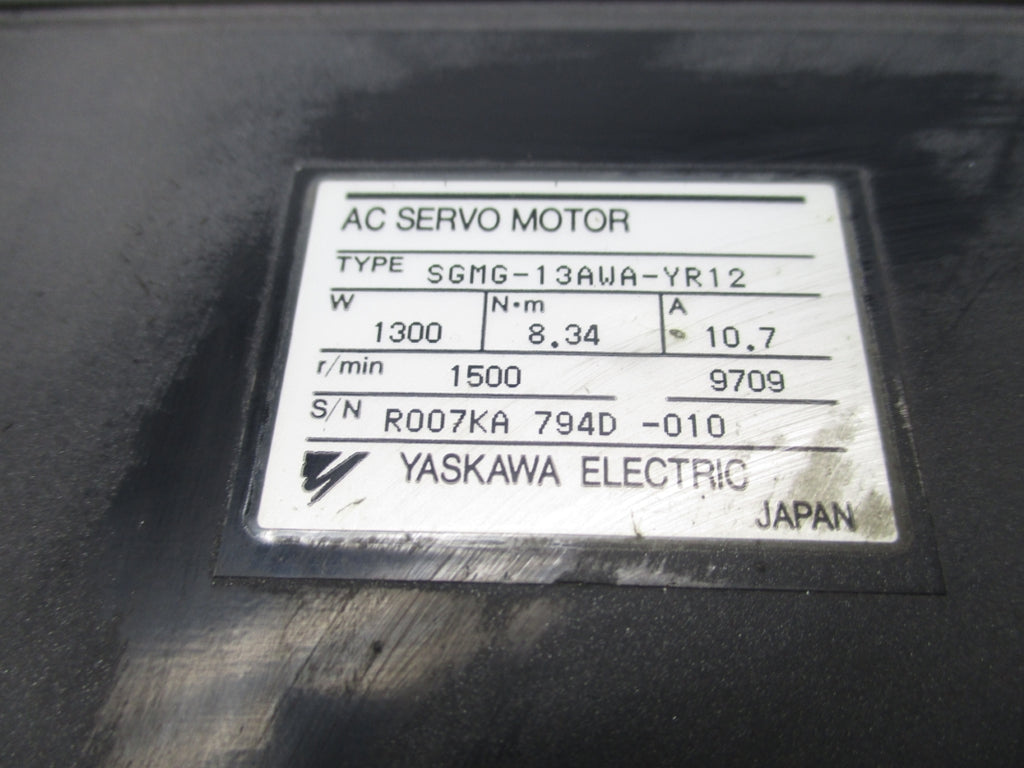 AC SERVO MOTOR
TYPE SGMG-13AWA-YR12
W 1300 N·m 8.34 A 10.7
r/min 1500 9709
S/N R007KA 794D -010
YASKAWA ELECTRIC
JAPAN